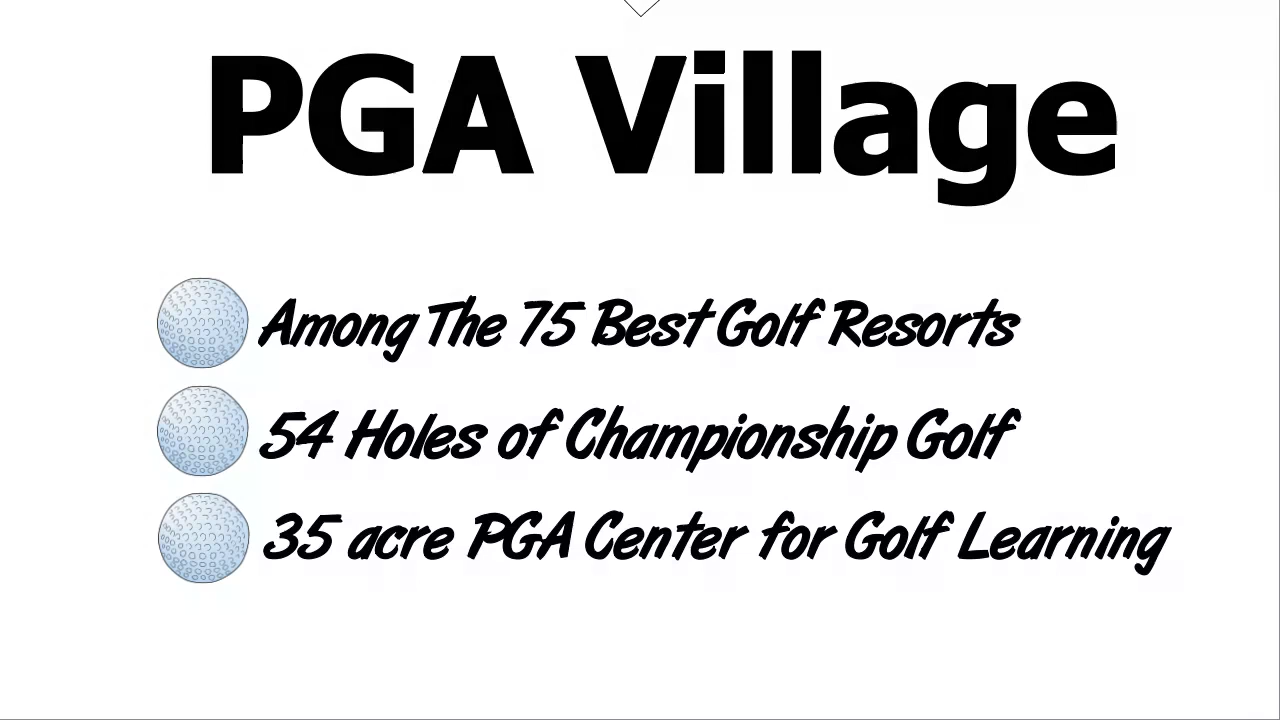 PGA Village
Among The 75 Best Golf Resorts
54 Holes of Championship Golf
35 acre PGA Center for Golf Learning